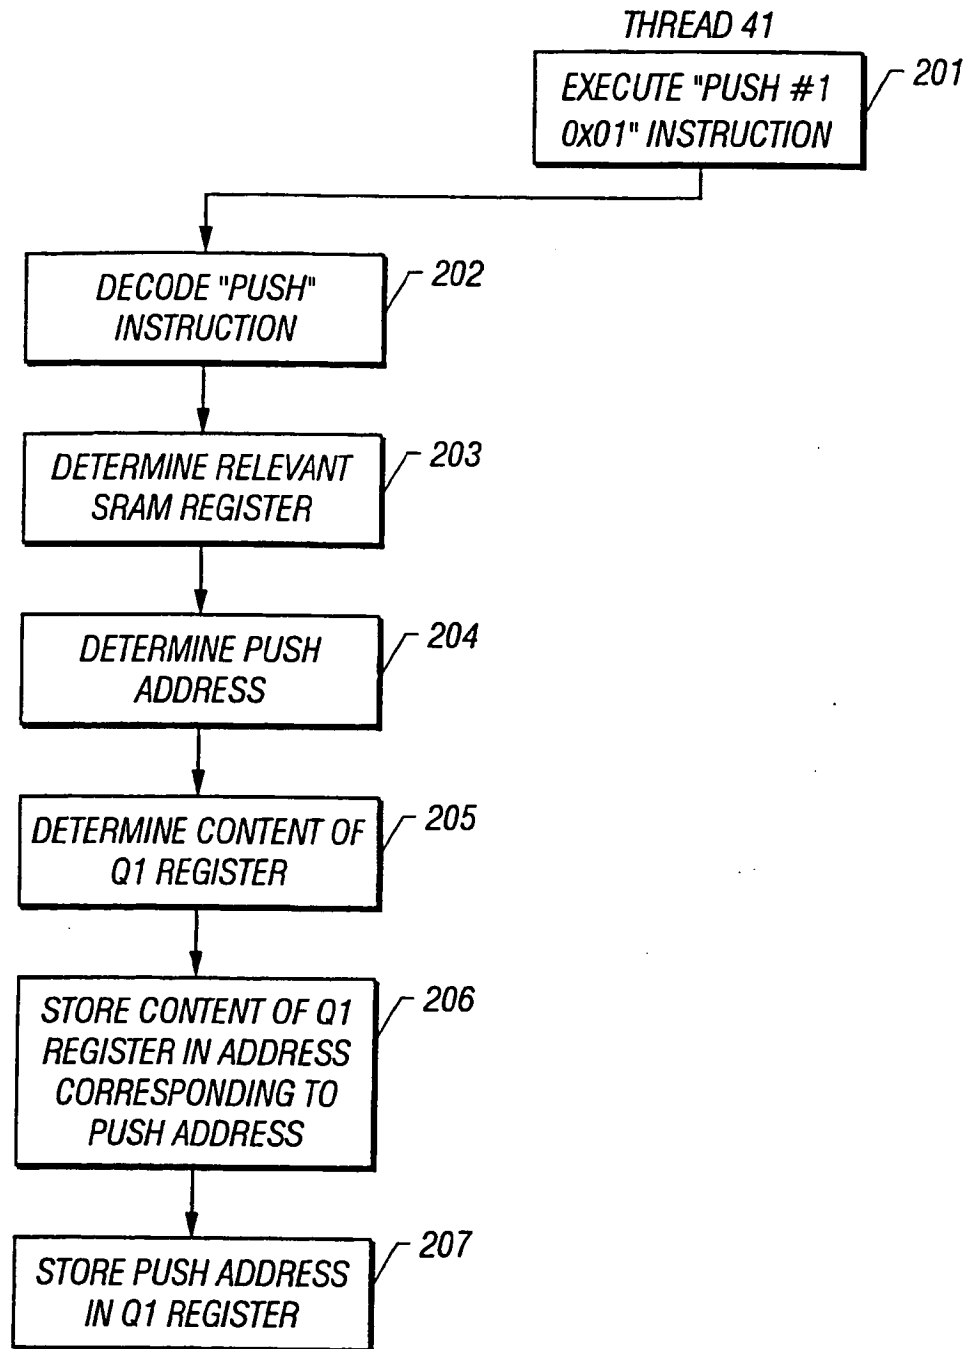 THREAD 41
EXECUTE "PUSH #1
0x01" INSTRUCTION
201
DECODE "PUSH"
INSTRUCTION
202
DETERMINE RELEVANT
SRAM REGISTER
203
DETERMINE PUSH
ADDRESS
204
DETERMINE CONTENT OF
Q1 REGISTER
205
STORE CONTENT OF Q1
REGISTER IN ADDRESS
CORRESPONDING TO
PUSH ADDRESS
206
STORE PUSH ADDRESS
IN Q1 REGISTER
207